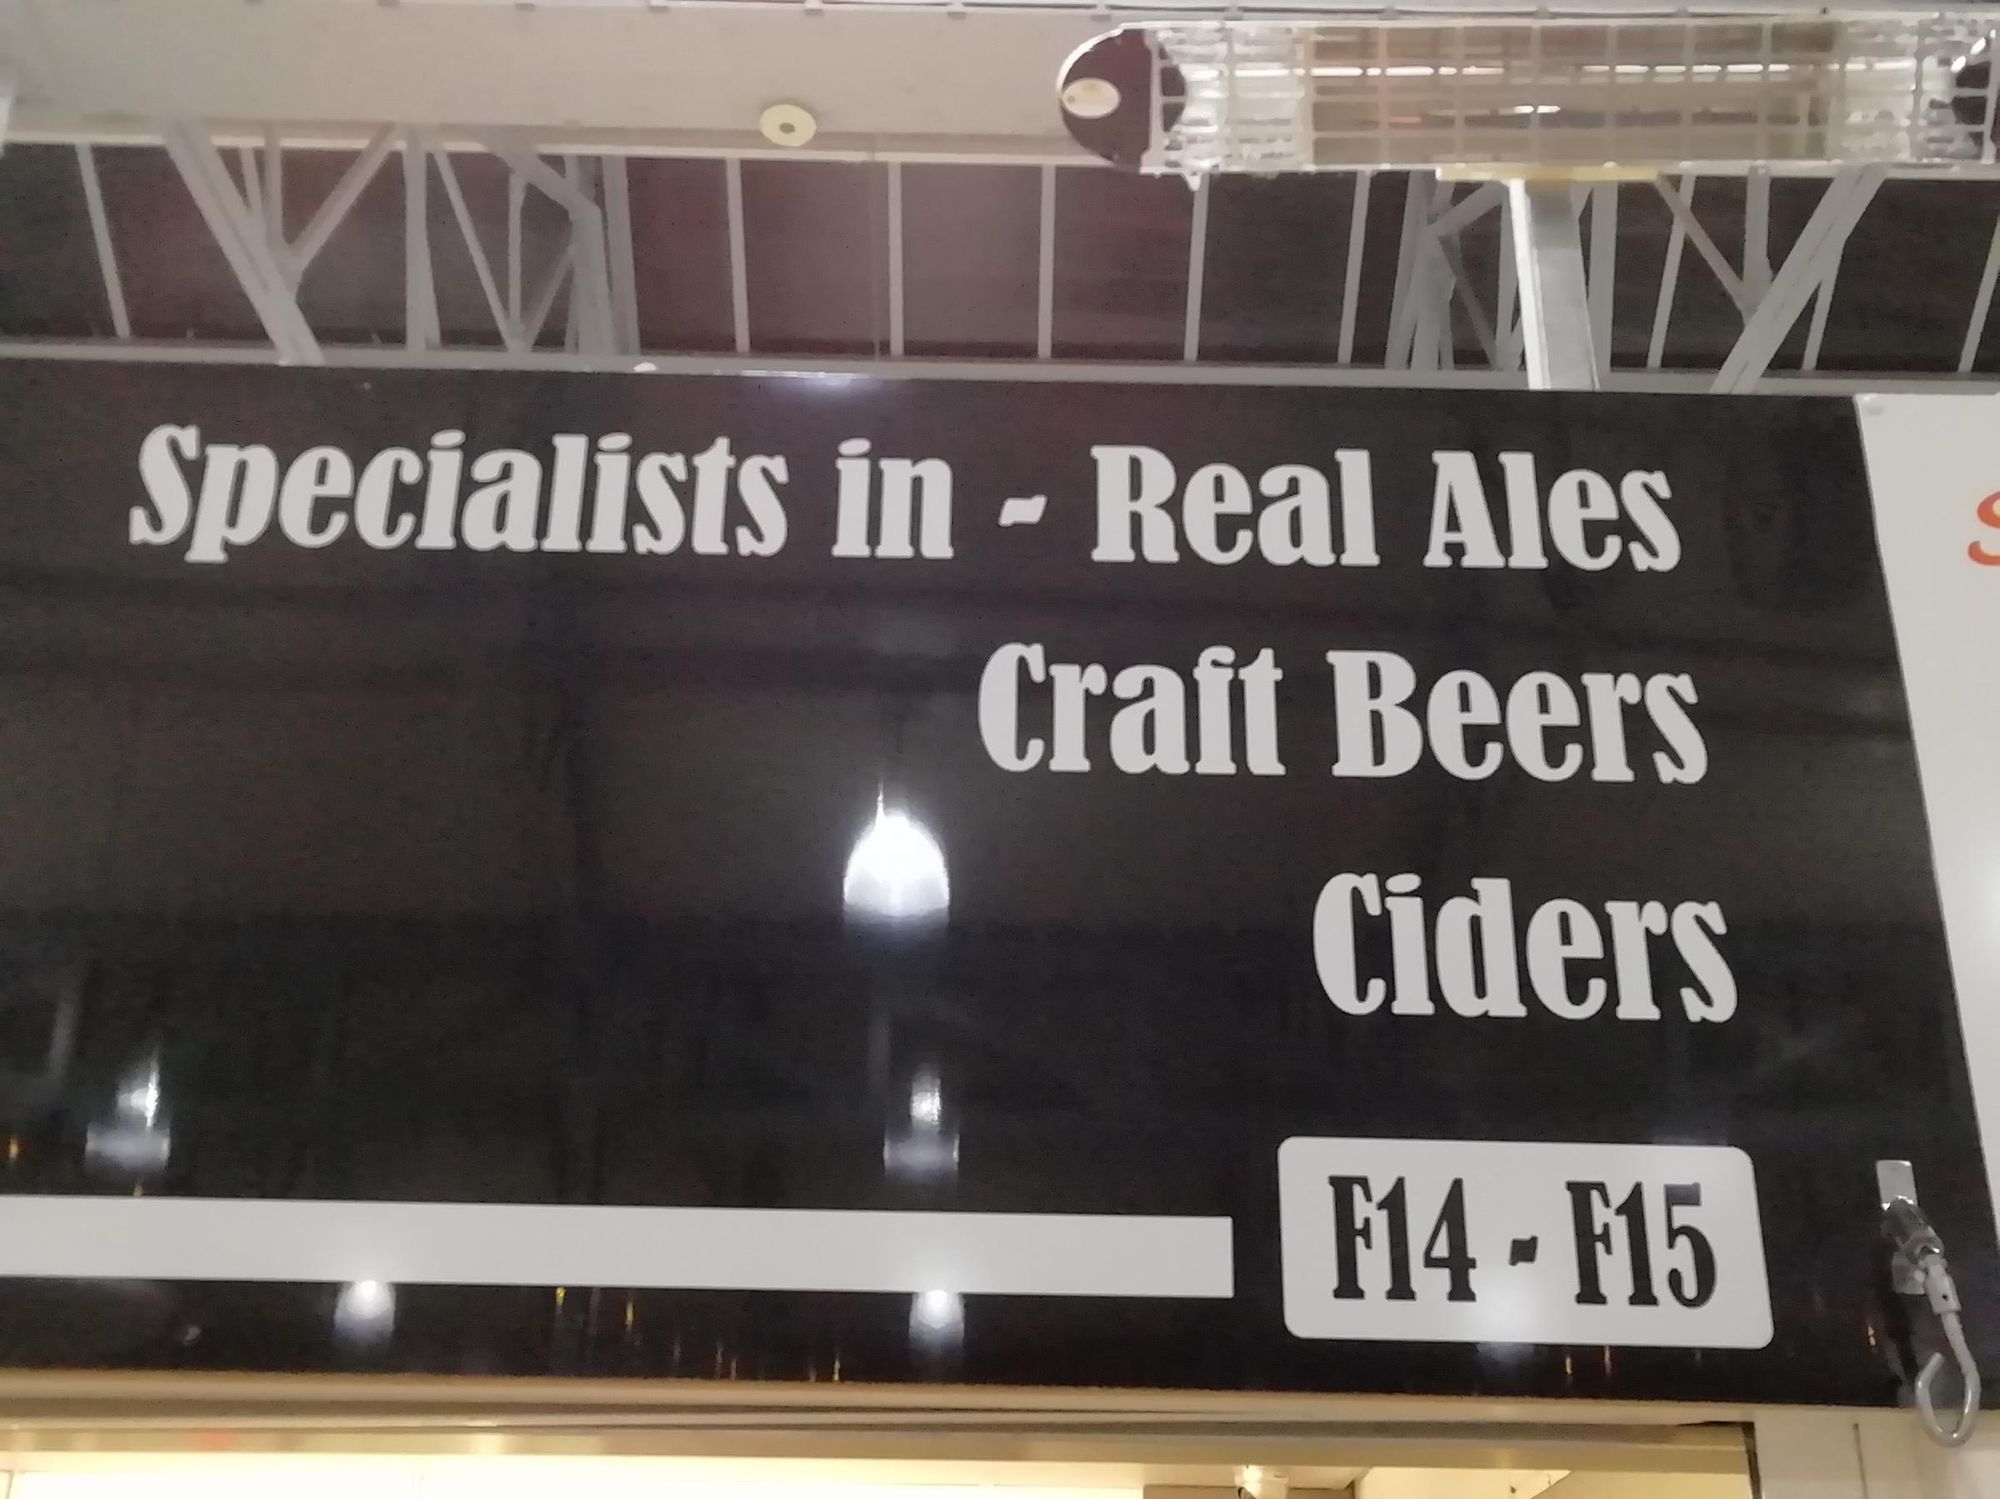 Specialists in - Real Ales
Craft Beers
Ciders
F14 - F15